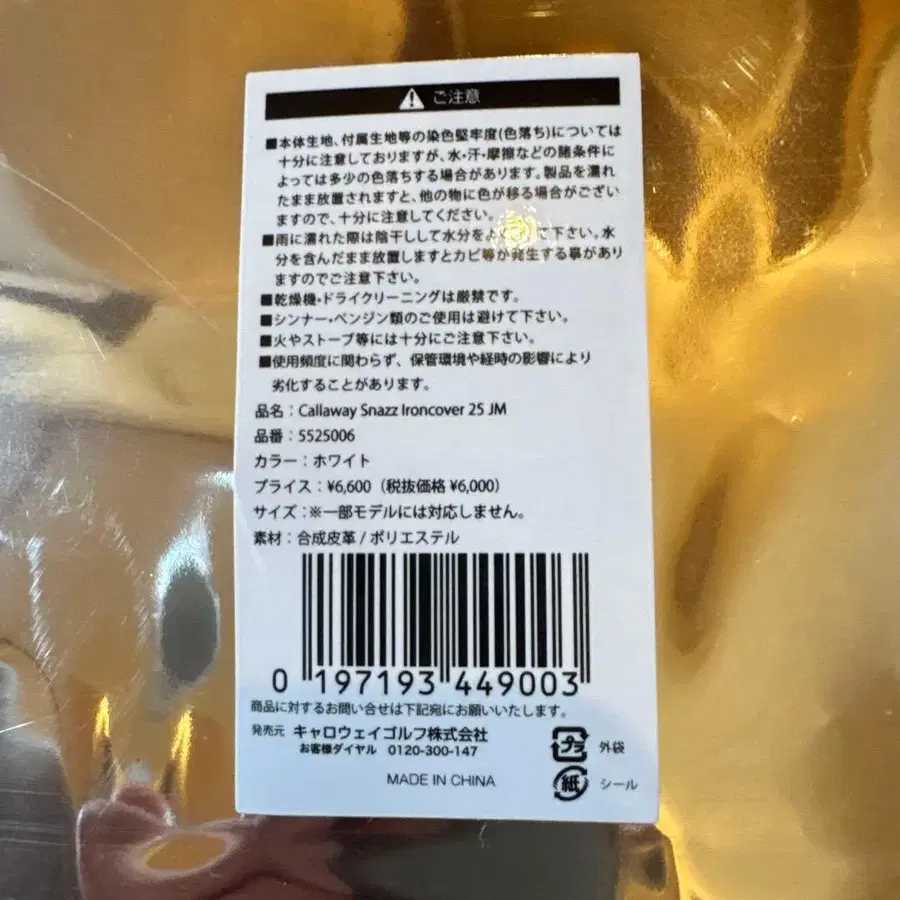 ご注意
■本体生地、付属生地等の染色堅牢度(色落ち)については
十分に注意しておりますが、水・汗・摩擦などの諸条件に
よっては多少の色落ちする場合があります。製品を濡れ
たまま放置されますと、他の物に色が移る場合がござい
ますので、十分に注意してください。
■雨に濡れた際は陰干しして水分をよ て下さい。水
分を含んだまま放置しますとカビ等が発生する事があり
ますのでご注意下さい。
■乾燥機・ドライクリーニングは厳禁です。
■シンナー・ベンジン類のご使用は避けて下さい。
■火やストーブ等には十分にご注意下さい。
■使用頻度に関わらず、保管環境や経時の影響により
劣化することがあります。
品名：Callaway Snazz Ironcover 25 JM
品番：5525006
カラー：ホワイト
プライス：¥6,600（税抜価格 ¥6,000）
サイズ：※一部モデルには対応しません。
素材：合成皮革 / ポリエステル
0 197193 449003
商品に対するお問い合せは下記宛にお願いいたします。
発売元 キャロウェイゴルフ株式会社
お客様ダイヤル 0120-300-147
プラ 外袋
MADE IN CHINA
紙 シール